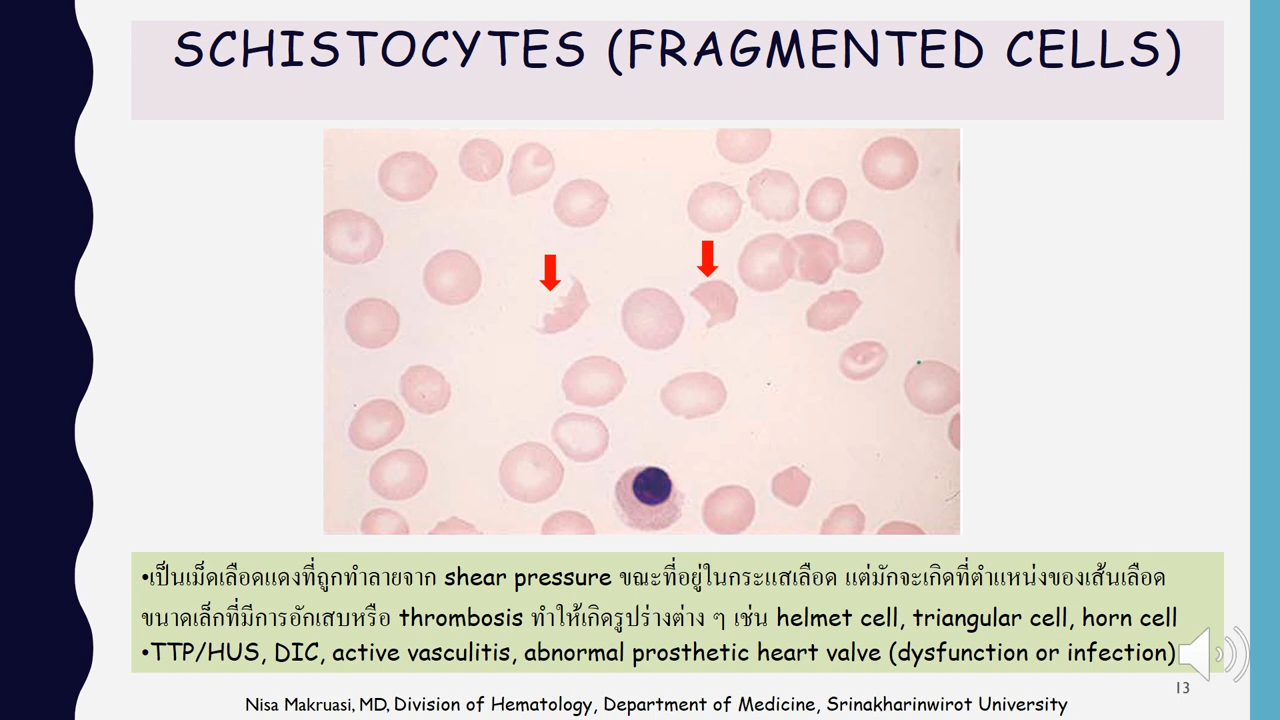 SCHISTOCYTES (FRAGMENTED CELLS)
•เป็นเม็ดเลือดแดงที่ถูกทำลายจาก shear pressure ขณะที่อยู่ในกระแสเลือด แต่มักจะเกิดที่ตำแหน่งของเส้นเลือด
ขนาดเล็กที่มีการอักเสบหรือ thrombosis ทำให้เกิดรูปร่างต่าง ๆ เช่น helmet cell, triangular cell, horn cell
•TTP/HUS, DIC, active vasculitis, abnormal prosthetic heart valve (dysfunction or infection)
13
Nisa Makruasi, MD, Division of Hematology, Department of Medicine, Srinakharinwirot University